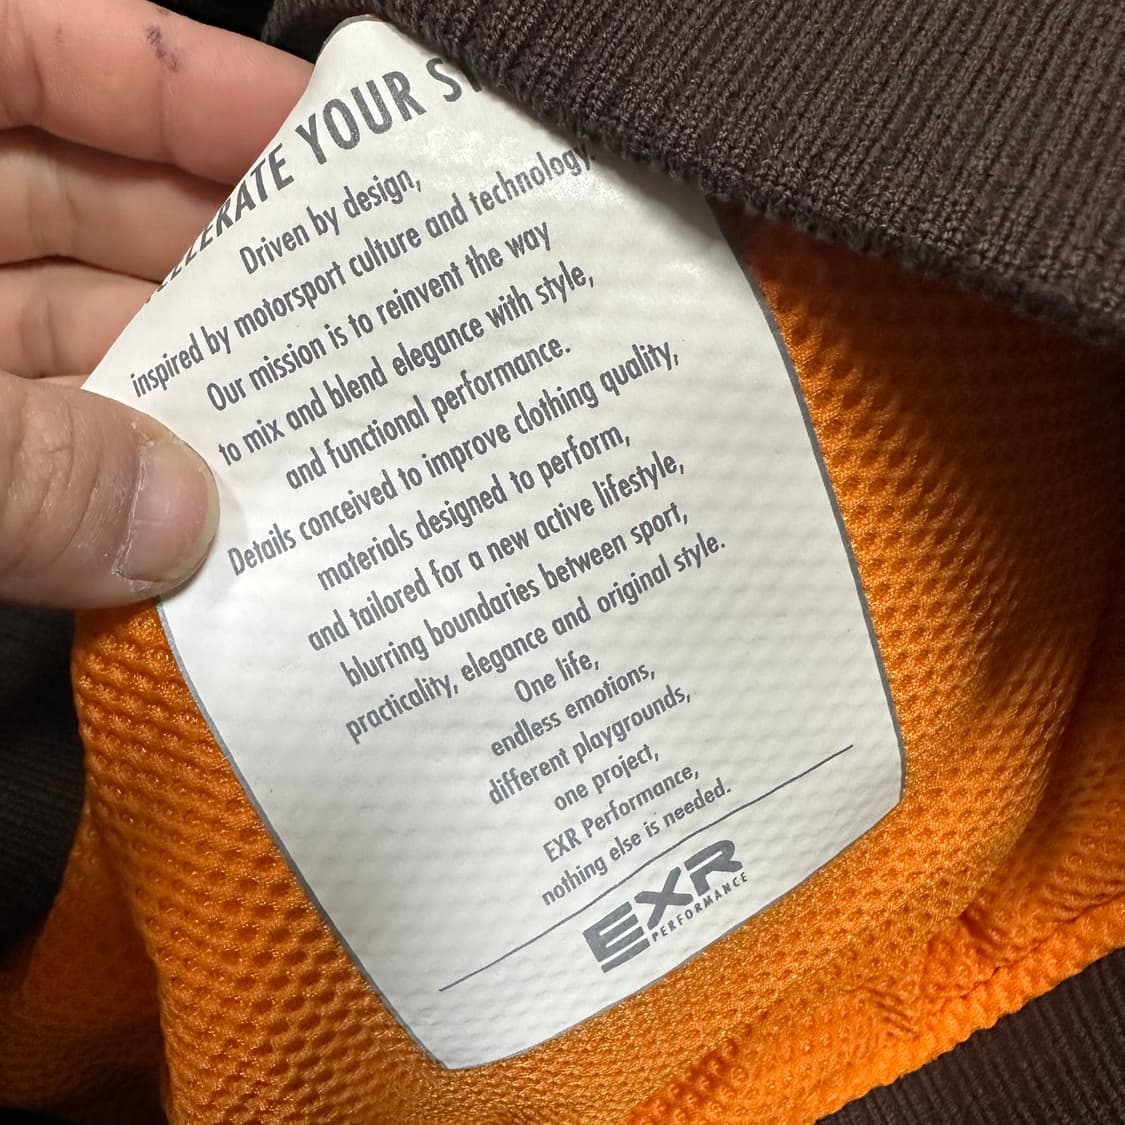 YOUR
Driven by design,
inspired by motorsport culture and technology.
Our mission is to reinvent the way
to mix and blend elegance with style,
and functional performance.
Details conceived to improve clothing quality,
materials designed to perform,
and tailored for a new active lifestyle,
blurring boundaries between sport,
practicality, elegance and original style.
One life,
endless emotions,
different playgrounds,
one project,
EXR Performance,
nothing else is needed.
EXR
PERFORMANCE